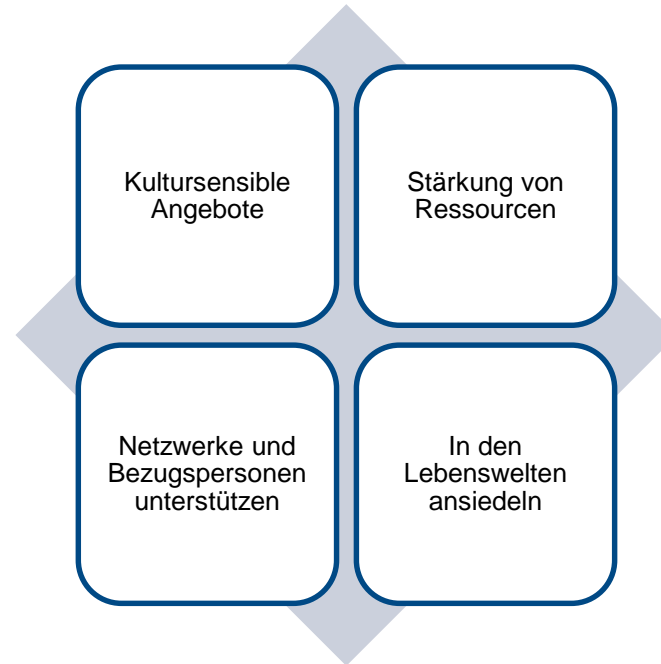 Kultursensible
Angebote
Stärkung von
Ressourcen
Netzwerke und
Bezugspersonen
unterstützen
In den
Lebenswelten
ansiedeln